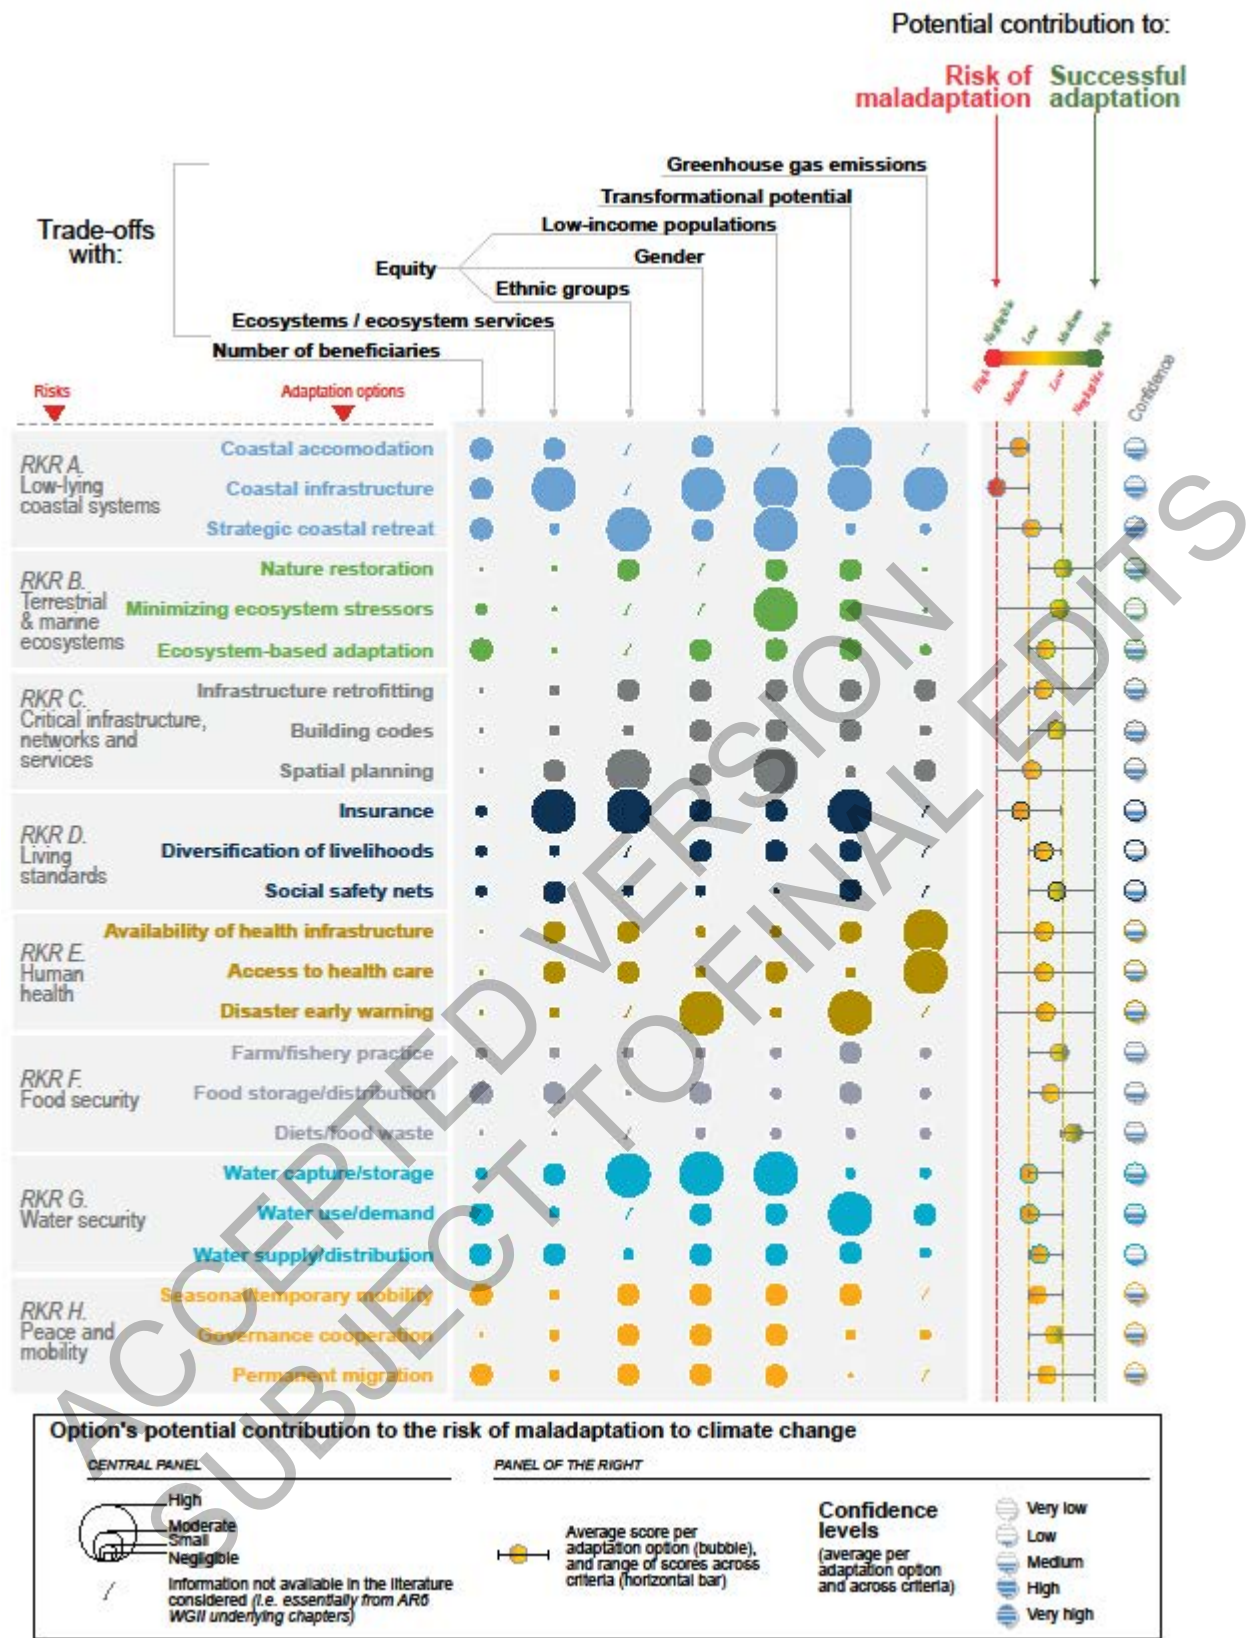 Potential contribution to:
Risk of maladaptation
Successful adaptation
Greenhouse gas emissions
Transformational potential
Low-income populations
Trade-offs with:
Gender
Equity
Ethnic groups
Ecosystems / ecosystem services
Number of beneficiaries
Negligible
Low
Medium
High
High
Medium
Low
Negligible
Confidence
Risks
Adaptation options
RKR A.
Low-lying
coastal systems
Coastal accomodation
Coastal infrastructure
Strategic coastal retreat
RKR B.
Terrestrial
& marine
ecosystems
Nature restoration
Minimizing ecosystem stressors
Ecosystem-based adaptation
RKR C.
Critical infrastructure,
networks and
services
Infrastructure retrofitting
Building codes
Spatial planning
RKR D.
Living
standards
Insurance
Diversification of livelihoods
Social safety nets
RKR E.
Human
health
Availability of health infrastructure
Access to health care
Disaster early warning
RKR F.
Food security
Farm/fishery practice
Food storage/distribution
Diets/food waste
RKR G.
Water security
Water capture/storage
Water use/demand
Water supply/distribution
RKR H.
Peace and
mobility
Seasonal/temporary mobility
Governance cooperation
Permanent migration
ACCEPTED VERSION
SUBJECT TO FINAL EDITS
Option's potential contribution to the risk of maladaptation to climate change
CENTRAL PANEL
High
Moderate
Small
Negligible
Information not available in the literature
considered (i.e. essentially from AR6
WGII underlying chapters)
PANEL OF THE RIGHT
Average score per
adaptation option (bubble),
and range of scores across
criteria (horizontal bar)
Confidence
levels
(average per
adaptation option
and across criteria)
Very low
Low
Medium
High
Very high